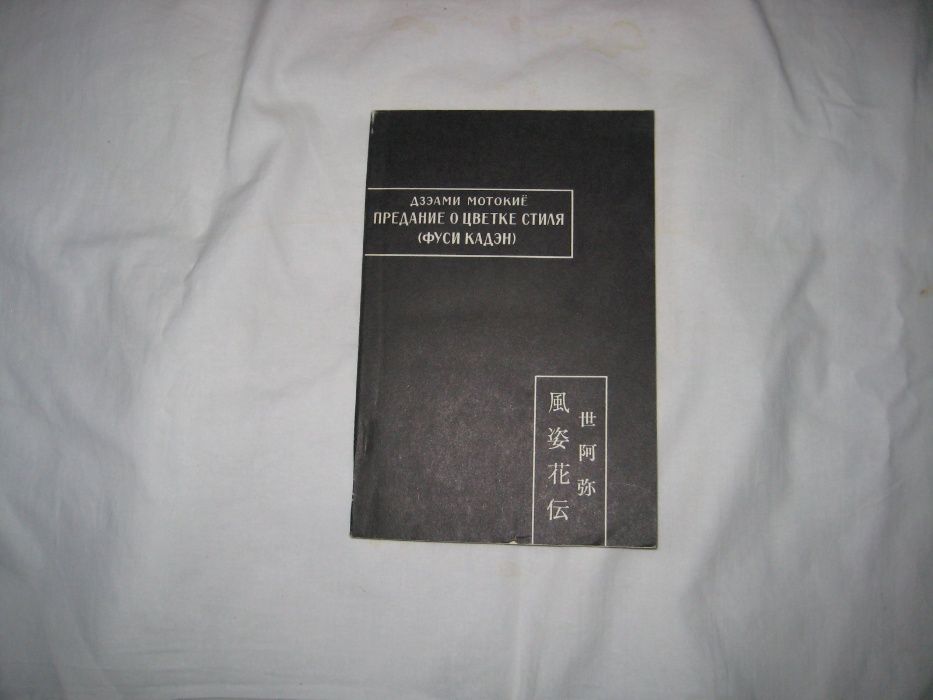 ДЗЭАМИ МОТОКИЁ
ПРЕДАНИЕ О ЦВЕТКЕ СТИЛЯ
(ФУСИ КАДЭН)
世阿弥
風姿花伝